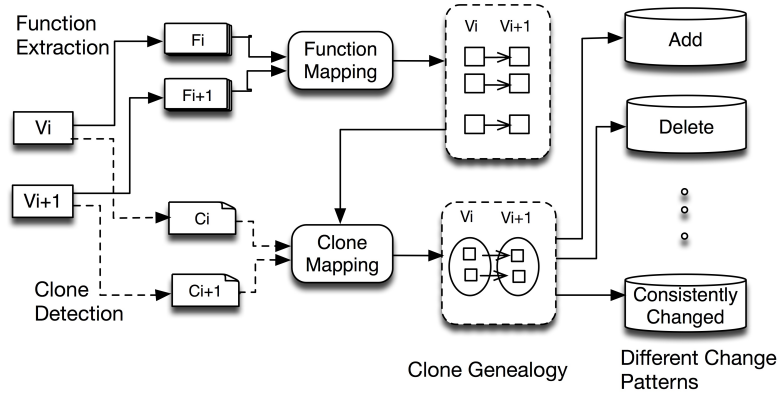 Function
Extraction
Fi
Fi+1
Function
Mapping
Vi Vi+1
Add
Vi
Delete
Vi+1
Ci
Ci+1
Clone
Mapping
Vi Vi+1
Clone
Detection
Consistently
Changed
Clone Genealogy
Different Change
Patterns